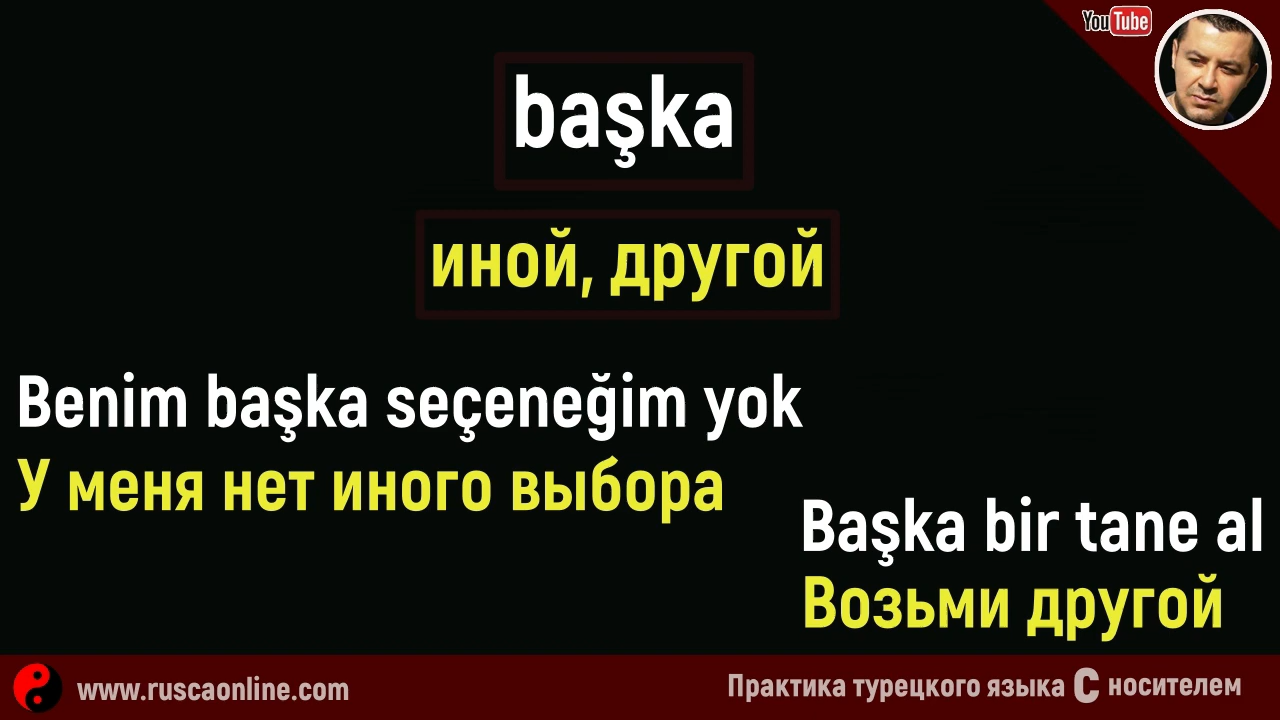 YouTube
başka
иной, другой
Benim başka seçeneğim yok
У меня нет иного выбора
Başka bir tane al
Возьми другой
www.ruscaonline.com
Практика турецкого языка С носителем